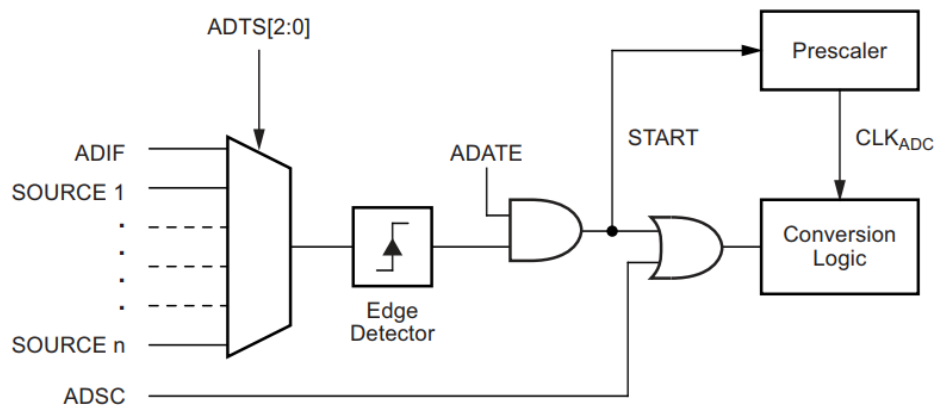 ADTS[2:0]
Prescaler
START
CLKADC
ADIF
ADATE
SOURCE 1
.
.
.
.
Conversion
Logic
Edge
Detector
SOURCE n
ADSC